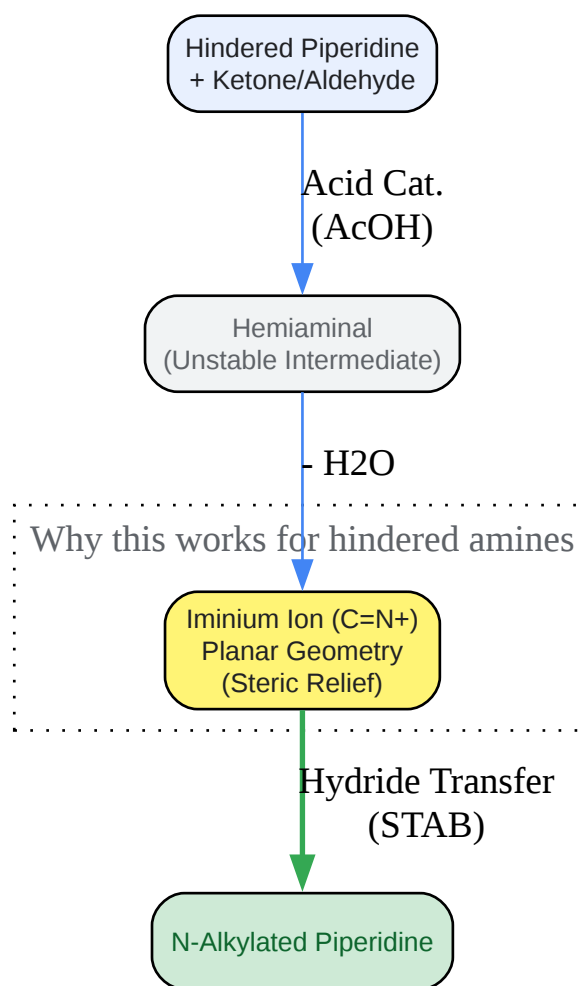 Hindered Piperidine
+ Ketone/Aldehyde
Acid Cat.
(AcOH)
Hemiaminal
(Unstable Intermediate)
- H2O
Why this works for hindered amines
Iminium Ion (C=N+)
Planar Geometry
(Steric Relief)
Hydride Transfer
(STAB)
N-Alkylated Piperidine